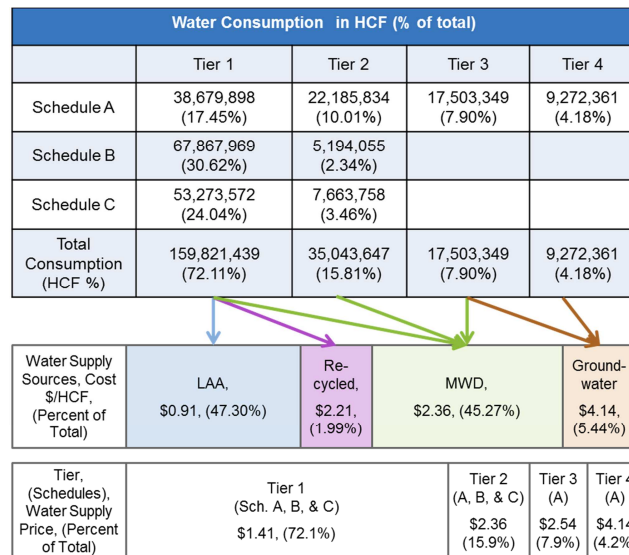 Water Consumption in HCF (% of total)
Tier 1 Tier 2 Tier 3 Tier 4
Schedule A
38,679,898
(17.45%)
22,185,834
(10.01%)
17,503,349
(7.90%)
9,272,361
(4.18%)
Schedule B
67,867,969
(30.62%)
5,194,055
(2.34%)
Schedule C
53,273,572
(24.04%)
7,663,758
(3.46%)
Total
Consumption
(HCF %)
159,821,439
(72.11%)
35,043,647
(15.81%)
17,503,349
(7.90%)
9,272,361
(4.18%)
Water Supply
Sources, Cost
$/HCF,
(Percent of
Total)
LAA,
$0.91, (47.30%)
Re-
cycled,
$2.21,
(1.99%)
MWD,
$2.36, (45.27%)
Ground-
water
$4.14,
(5.44%)
Tier,
(Schedules),
Water Supply
Price, (Percent
of Total)
Tier 1
(Sch. A, B, & C)
$1.41, (72.1%)
Tier 2
(A, B, & C)
$2.36
(15.9%)
Tier 3
(A)
$2.54
(7.9%)
Tier 4
(A)
$4.14
(4.2%